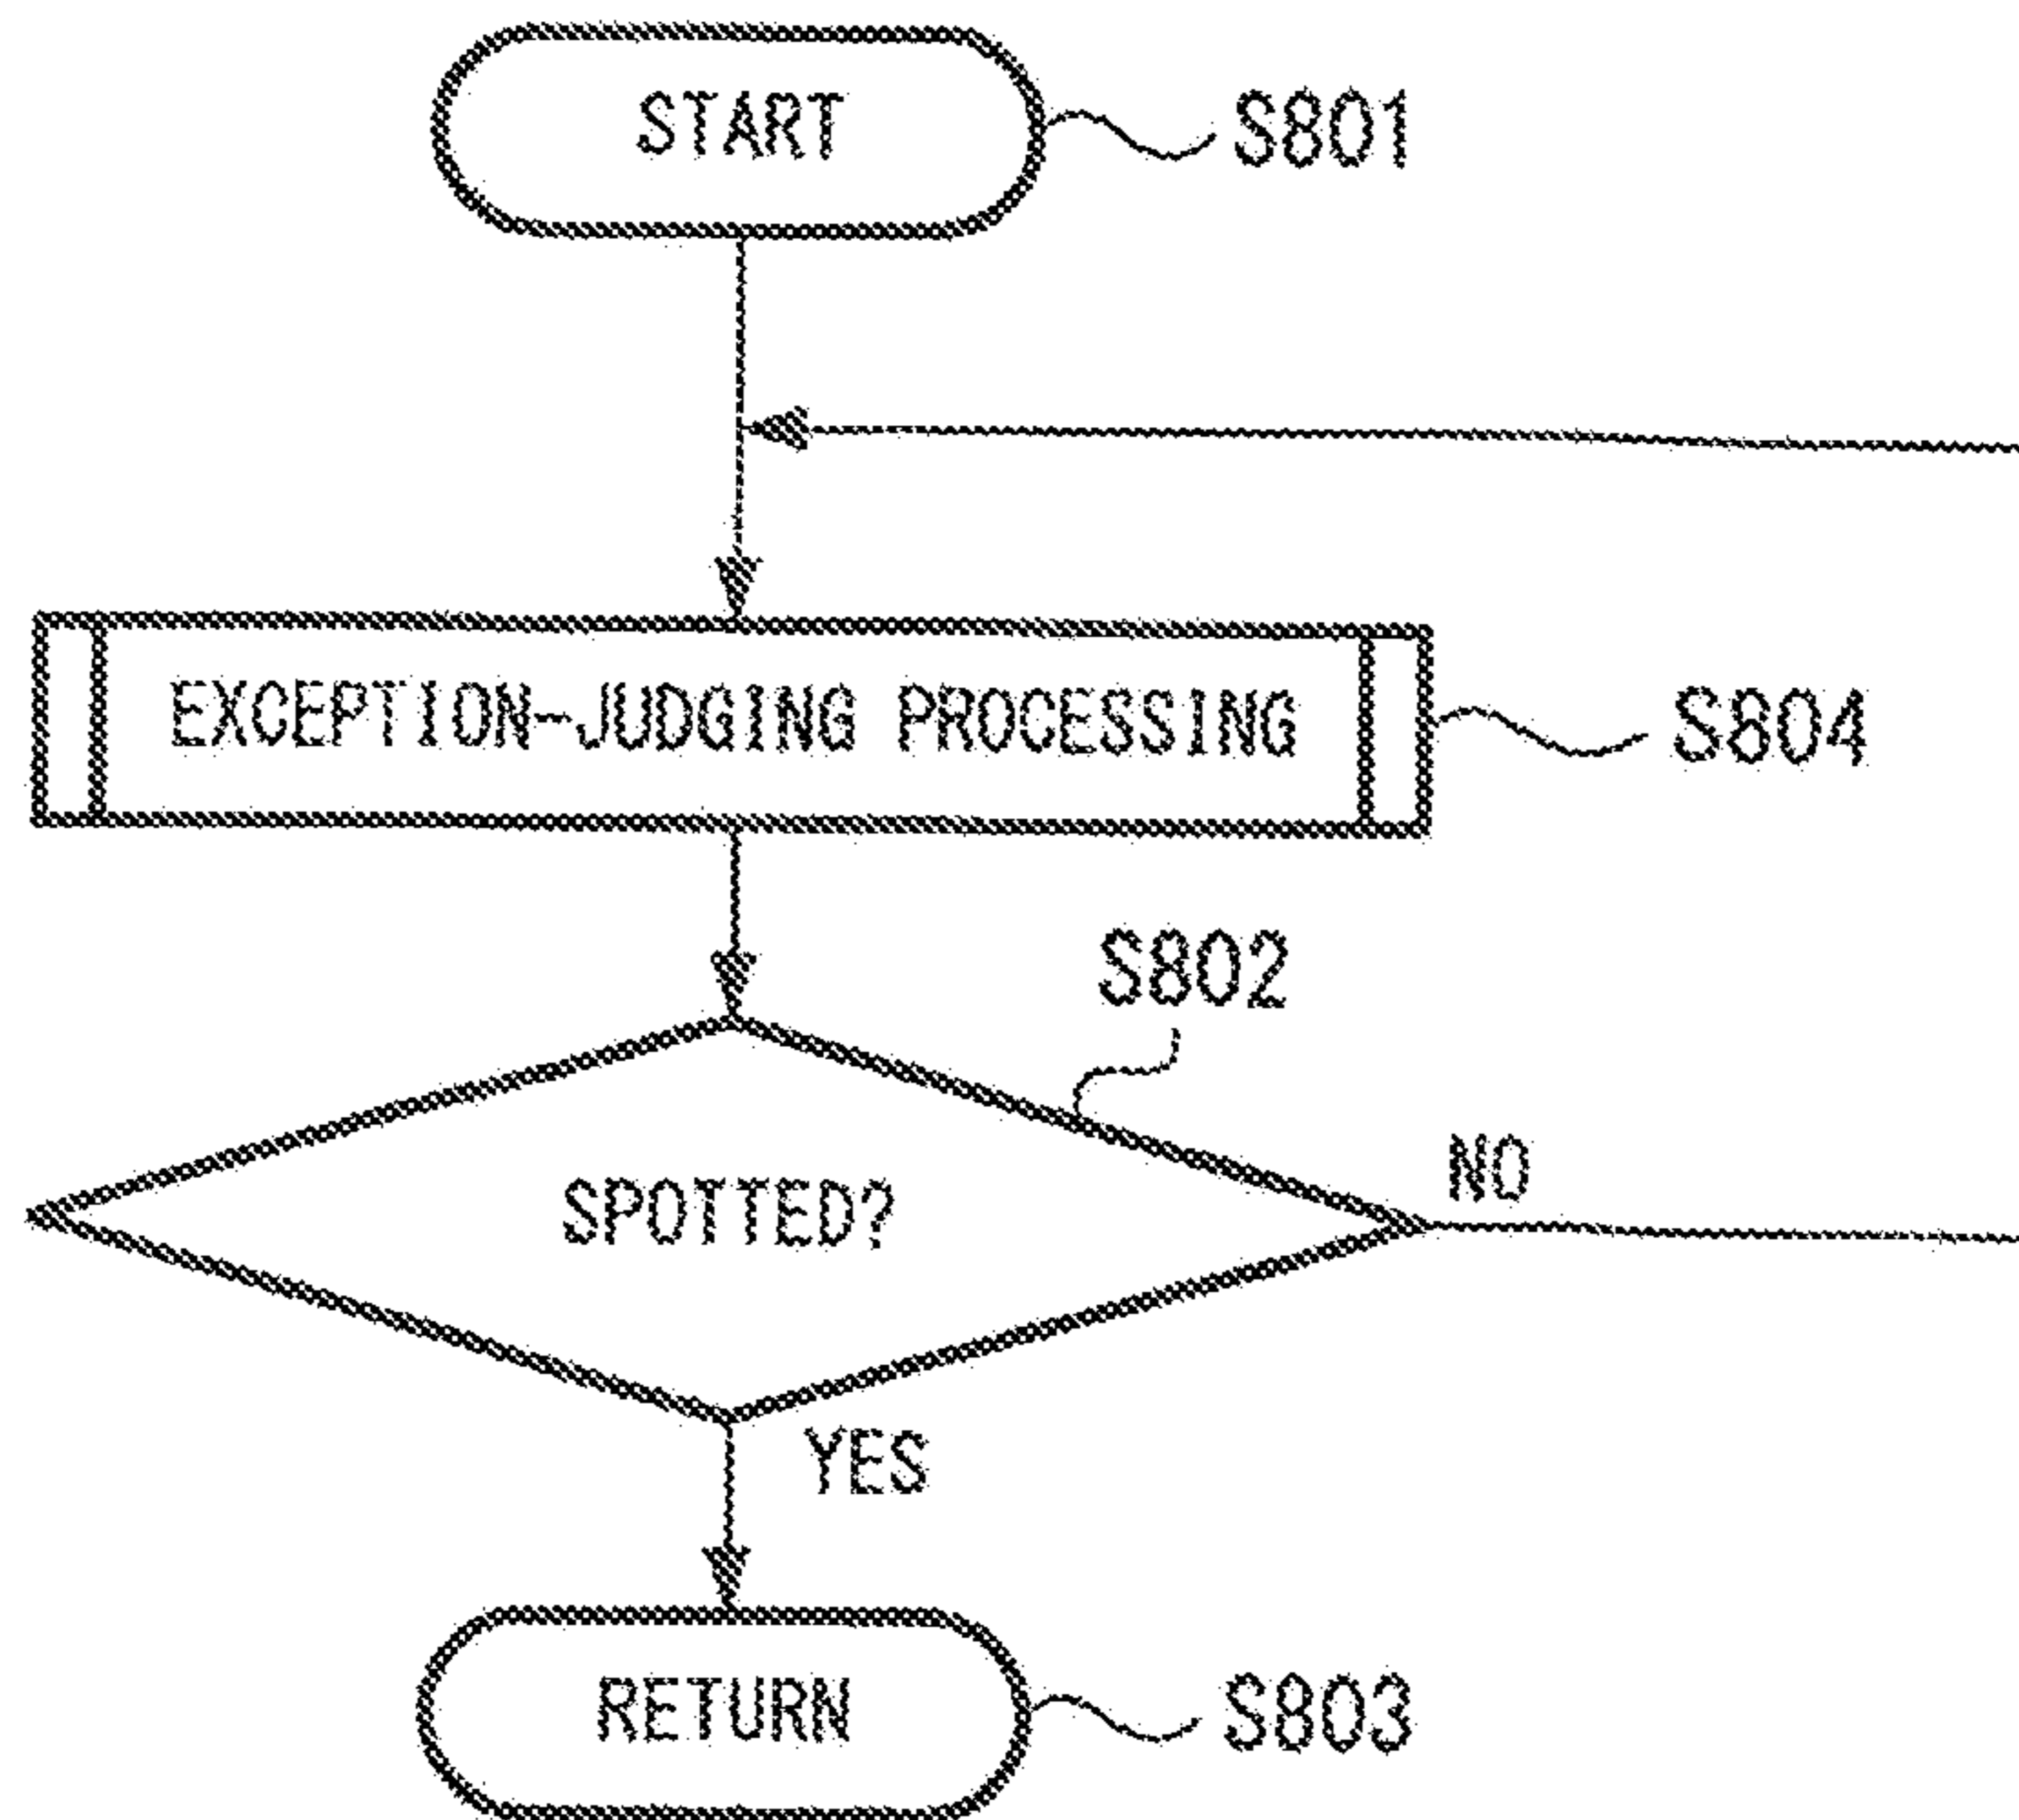 START
S801
EXCEPTION-JUDGING PROCESSING
S804
S802
SPOTTED?
NO
YES
RETURN
S803